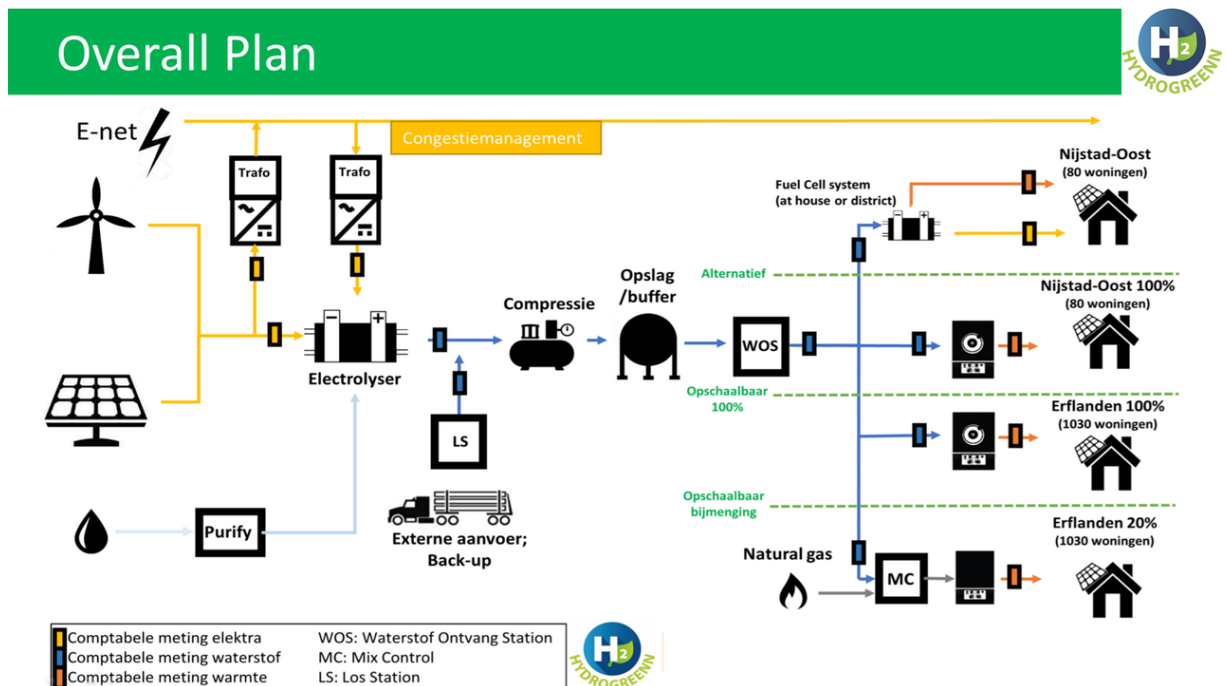 Overall Plan
H2
HYDROGREENN
E-net
Congestiemanagement
Trafo
Trafo
Nijstad-Oost
(80 woningen)
Fuel Cell system
(at house or district)
Alternatief
Opslag
/buffer
Compressie
Nijstad-Oost 100%
(80 woningen)
WOS
Electrolyser
Opschaalbaar
100%
Erflanden 100%
(1030 woningen)
LS
Opschaalbaar
bijmenging
Purify
Externe aanvoer;
Back-up
Erflanden 20%
(1030 woningen)
Natural gas
MC
Comptabele meting elektra
WOS: Waterstof Ontvang Station
Comptabele meting waterstof
MC: Mix Control
Comptabele meting warmte
LS: Los Station
H2
HYDROGREENN